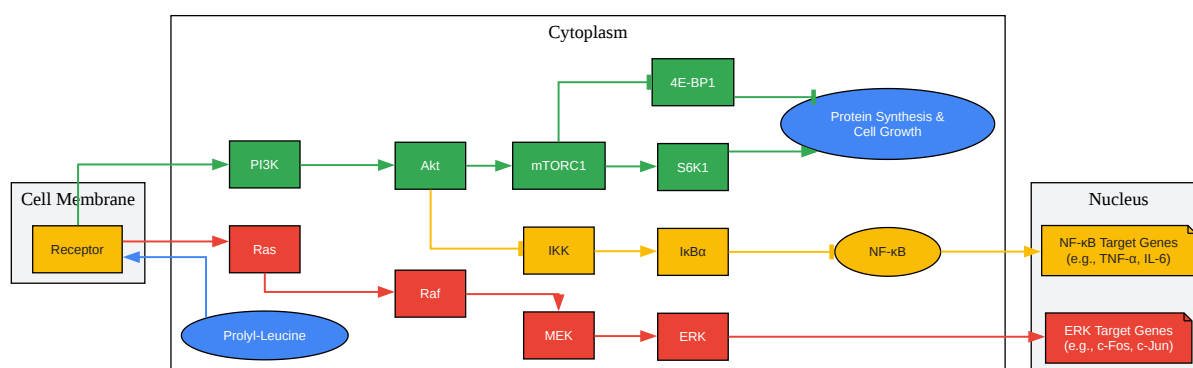 Cytoplasm
4E-BP1
Protein Synthesis &
Cell Growth
PI3K
Akt
mTORC1
S6K1
Cell Membrane
Nucleus
Receptor
Ras
IKK
IκBα
NF-κB
NF-κB Target Genes
(e.g., TNF-α, IL-6)
Raf
Prolyl-Leucine
MEK
ERK
ERK Target Genes
(e.g., c-Fos, c-Jun)